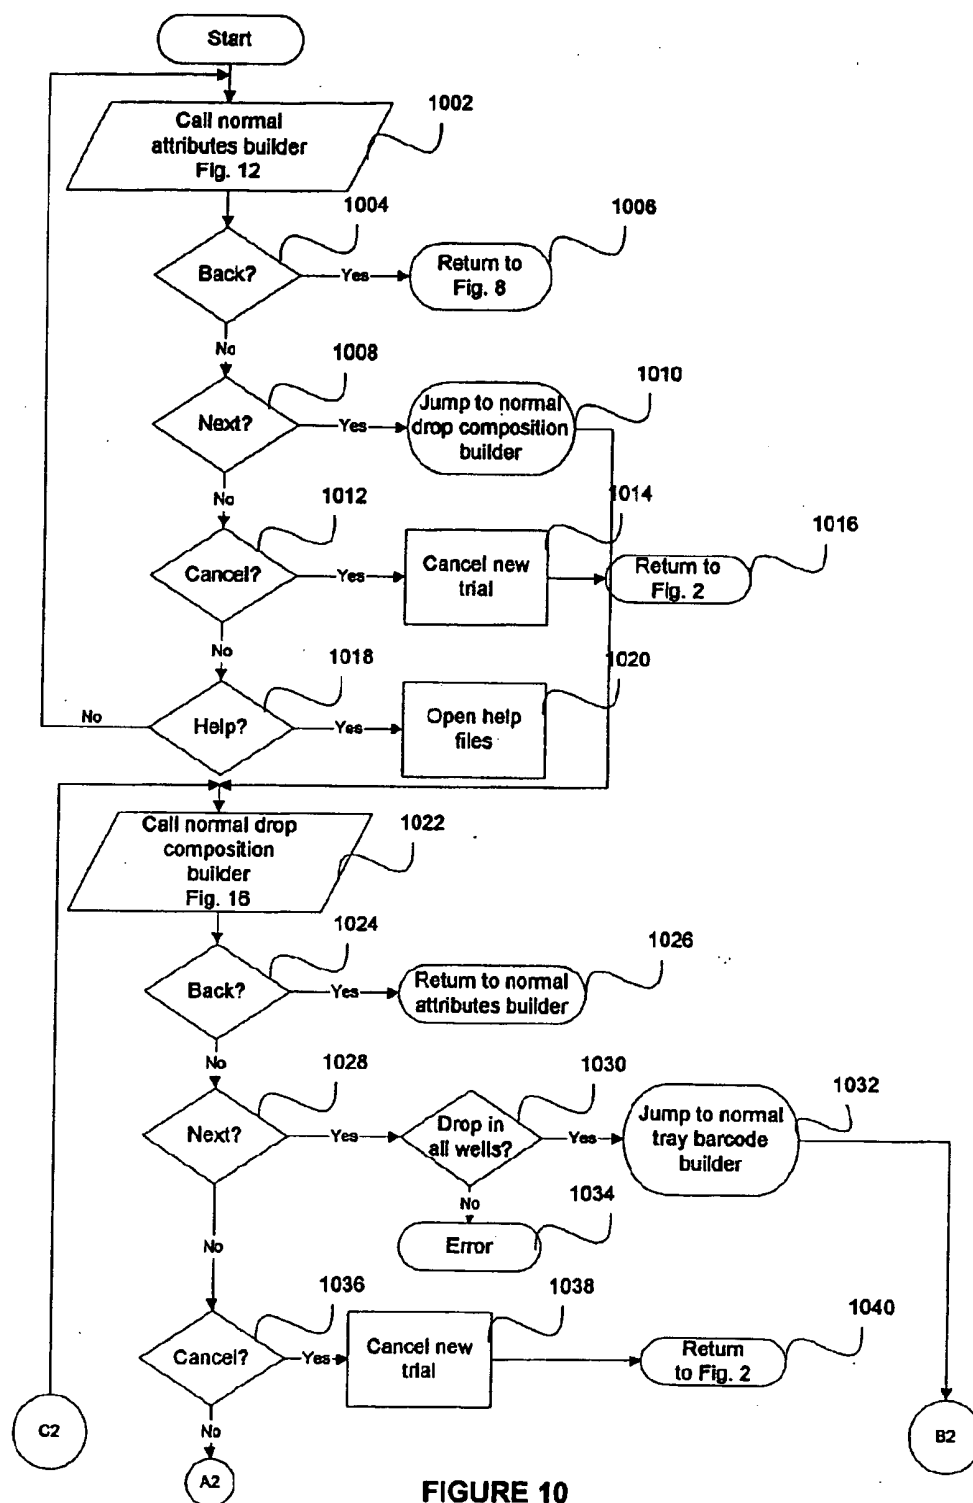 Start
Call normal
attributes builder
Fig. 12
1002
1004
1006
Back?
Yes
Return to
Fig. 8
No
1008
1010
Next?
Yes
Jump to normal
drop composition
builder
No
1012
1014
1016
Cancel?
Yes
Cancel new
trial
Return to
Fig. 2
No
1018
1020
No
Help?
Yes
Open help
files
Call normal drop
composition
builder
Fig. 16
1022
1024
1026
Back?
Yes
Return to normal
attributes builder
No
1028
1030
1032
Next?
Yes
Drop in
all wells?
Yes
Jump to normal
tray barcode
builder
No
1034
Error
No
1036
1038
1040
Cancel?
Yes
Cancel new
trial
Return
to Fig. 2
No
C2
A2
B2
FIGURE 10